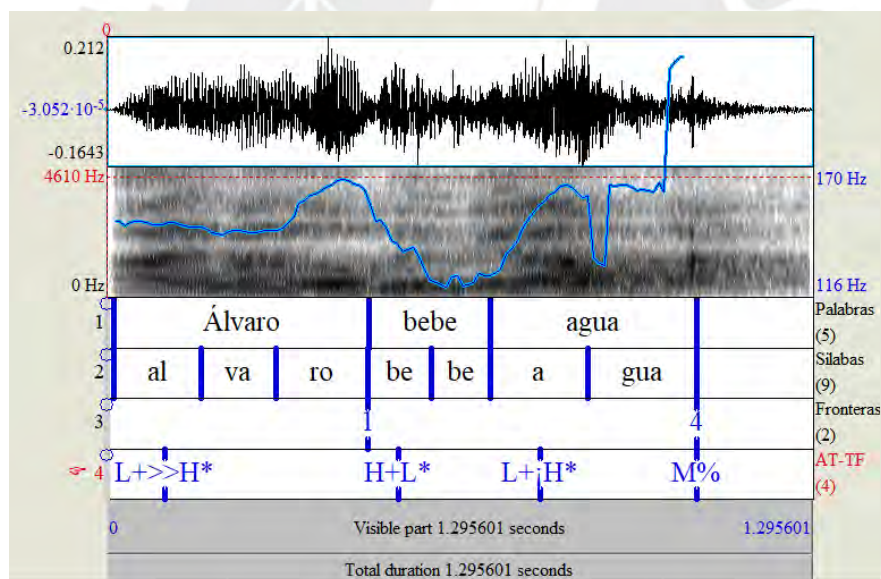 0
0.212
-3.052·10-5
-0.1643
4610 Hz 170 Hz
0 Hz 116 Hz
1 Álvaro bebe agua Palabras (5)
2 al va ro be be a gua Sílabas (9)
3 1 4 Fronteras (2)
4 L+>>H* H+L* L+¡H* M% AT-TF (4)
0 Visible part 1.295601 seconds 1.295601
Total duration 1.295601 seconds